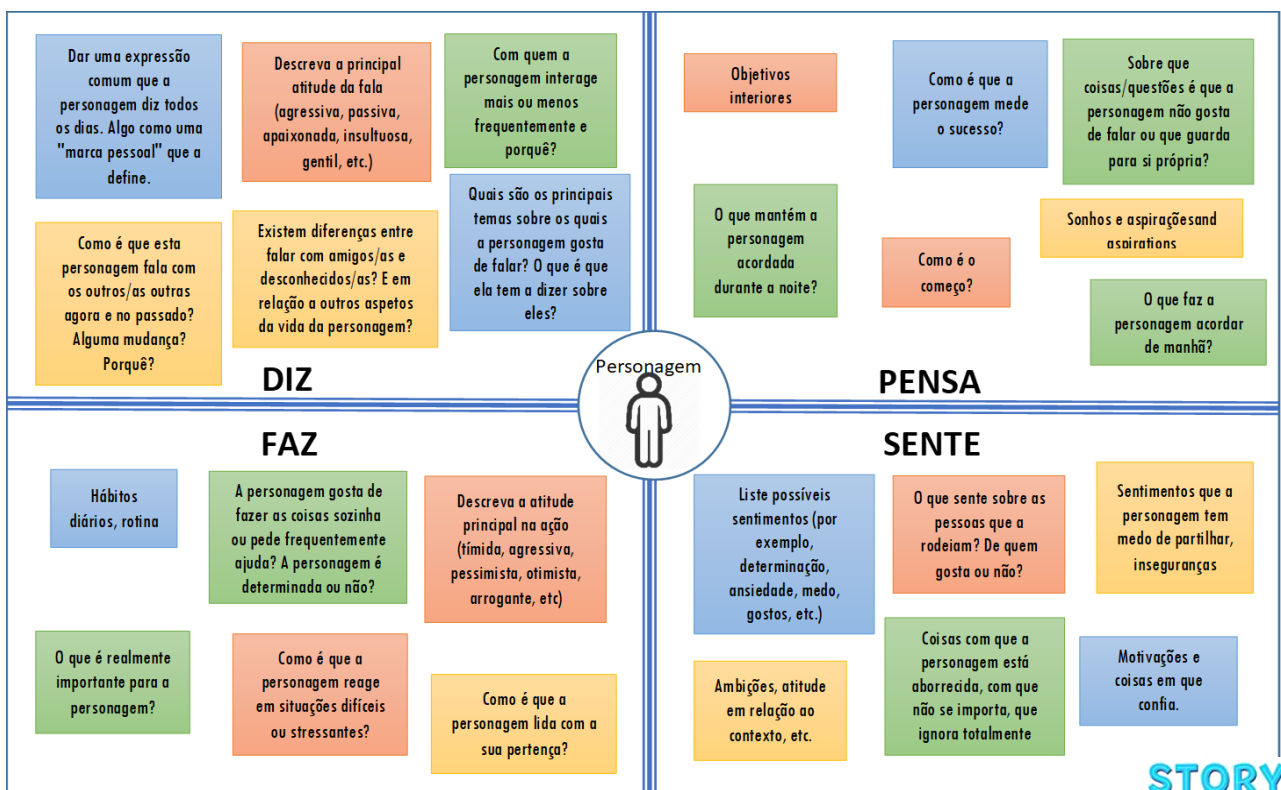 Dar uma expressão
comum que a
personagem diz todos
os dias. Algo como uma
"marca pessoal" que a
define.
Descreva a principal
atitude da fala
(agressiva, passiva,
apaixonada, insultuosa,
gentil, etc.)
Com quem a
personagem interage
mais ou menos
frequentemente e
porquê?
Como é que esta
personagem fala com
os outros/as outras
agora e no passado?
Alguma mudança?
Porquê?
Existem diferenças entre
falar com amigos/as e
desconhecidos/as? E em
relação a outros aspetos
da vida da personagem?
Quais são os principais
temas sobre os quais
a personagem gosta
de falar? O que é que
ela tem a dizer sobre
eles?
DIZ
Objetivos
interiores
Como é que a
personagem mede
o sucesso?
Sobre que
coisas/questões é que a
personagem não gosta
de falar ou que guarda
para si própria?
O que mantém a
personagem
acordada
durante a noite?
Como é o
começo?
Sonhos e aspiraçõesand
aspirations
O que faz a
personagem acordar
de manhã?
PENSA
Personagem
FAZ
Hábitos
diários, rotina
A personagem gosta de
fazer as coisas sozinha
ou pede frequentemente
ajuda? A personagem é
determinada ou não?
Descreva a atitude
principal na ação
(tímida, agressiva,
pessimista, otimista,
arrogante, etc)
O que é realmente
importante para a
personagem?
Como é que a
personagem reage
em situações difíceis
ou stressantes?
Como é que a
personagem lida com a
sua pertença?
SENTE
Liste possíveis
sentimentos (por
exemplo,
determinação,
ansiedade, medo,
gostos, etc.)
O que sente sobre as
pessoas que a
rodeiam? De quem
gosta ou não?
Sentimentos que a
personagem tem
medo de partilhar,
inseguranças
Ambições, atitude
em relação ao
contexto, etc.
Coisas com que a
personagem está
aborrecida, com que
não se importa, que
ignora totalmente
Motivações e
coisas em que
confia.
STORY